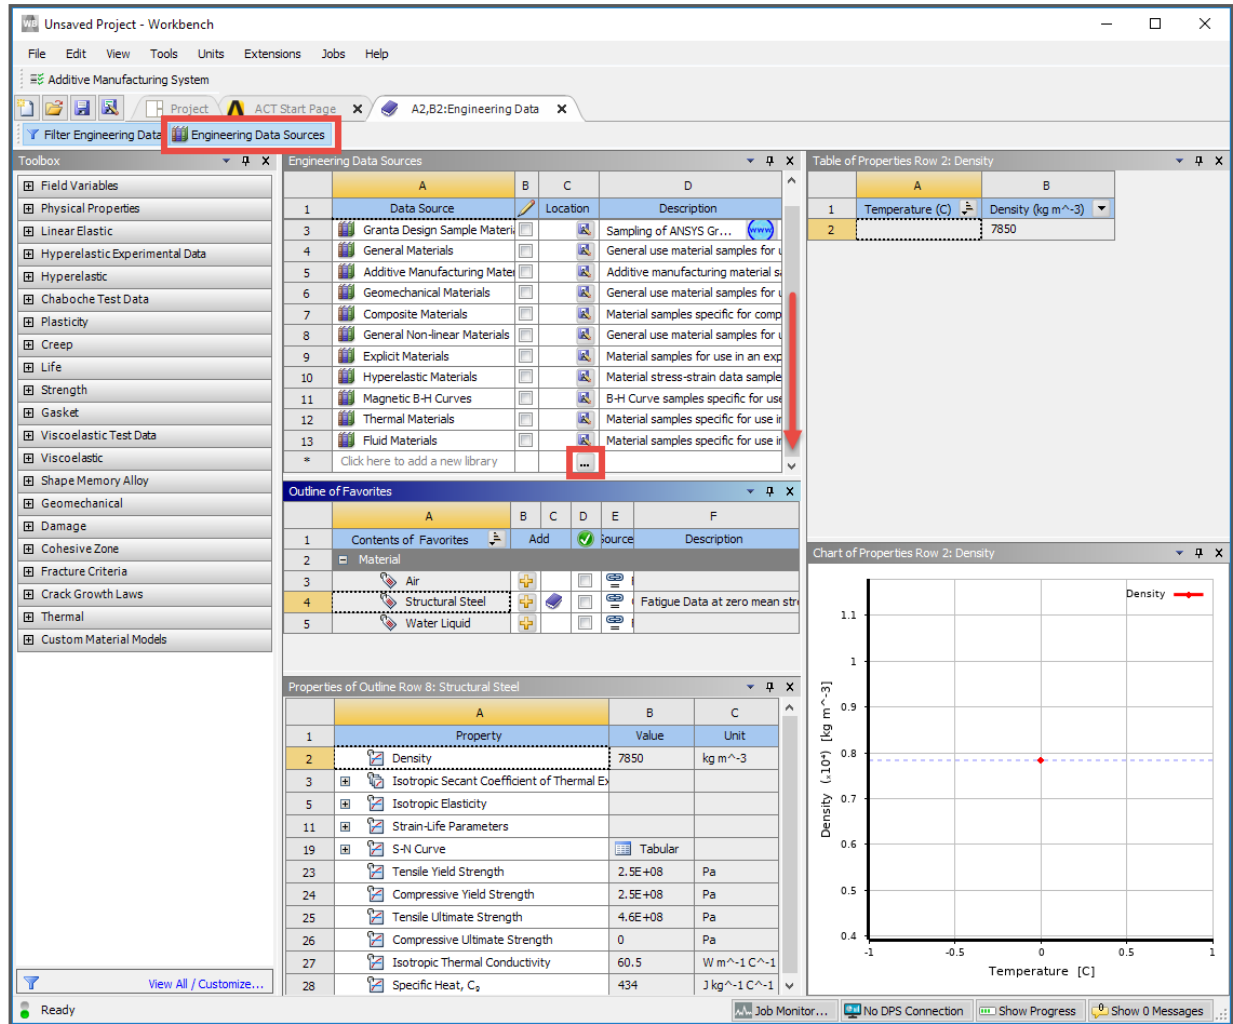 Unsaved Project - Workbench
File Edit View Tools Units Extensions Jobs Help
Additive Manufacturing System
Project ACT Start Page A2,B2:Engineering Data
Filter Engineering Data Engineering Data Sources
Toolbox
Field Variables
Physical Properties
Linear Elastic
Hyperelastic Experimental Data
Hyperelastic
Chaboche Test Data
Plasticity
Creep
Life
Strength
Gasket
Viscoelastic Test Data
Viscoelastic
Shape Memory Alloy
Geomechanical
Damage
Cohesive Zone
Fracture Criteria
Crack Growth Laws
Thermal
Custom Material Models
View All / Customize...
Engineering Data Sources
A B C D
1 Data Source Location Description
3 Granta Design Sample Materi Sampling of ANSYS Gr... www
4 General Materials General use material samples for u
5 Additive Manufacturing Mater Additive manufacturing material sa
6 Geomechanical Materials General use material samples for u
7 Composite Materials Material samples specific for comp
8 General Non-linear Materials General use material samples for u
9 Explicit Materials Material samples for use in an exp
10 Hyperelastic Materials Material stress-strain data sample
11 Magnetic B-H Curves B-H Curve samples specific for use
12 Thermal Materials Material samples specific for use in
13 Fluid Materials Material samples specific for use in
* Click here to add a new library ...
Outline of Favorites
A B C D E F
1 Contents of Favorites Add Source Description
2 Material
3 Air
4 Structural Steel Fatigue Data at zero mean stre
5 Water Liquid
Properties of Outline Row 8: Structural Steel
A B C
1 Property Value Unit
2 Density 7850 kg m^-3
3 Isotropic Secant Coefficient of Thermal Ex
5 Isotropic Elasticity
11 Strain-Life Parameters
19 S-N Curve Tabular
23 Tensile Yield Strength 2.5E+08 Pa
24 Compressive Yield Strength 2.5E+08 Pa
25 Tensile Ultimate Strength 4.6E+08 Pa
26 Compressive Ultimate Strength 0 Pa
27 Isotropic Thermal Conductivity 60.5 W m^-1 C^-1
28 Specific Heat, Cₚ 434 J kg^-1 C^-1
Table of Properties Row 2: Density
A B
1 Temperature (C) Density (kg m^-3)
2 7850
Chart of Properties Row 2: Density
Density
1.1
1
0.9
0.8
0.7
0.6
0.5
0.4
Density (ₓ10⁴) [kg m^-3]
-1 -0.5 0 0.5 1
Temperature [C]
Ready
Job Monitor... No DPS Connection Show Progress 0 Show 0 Messages